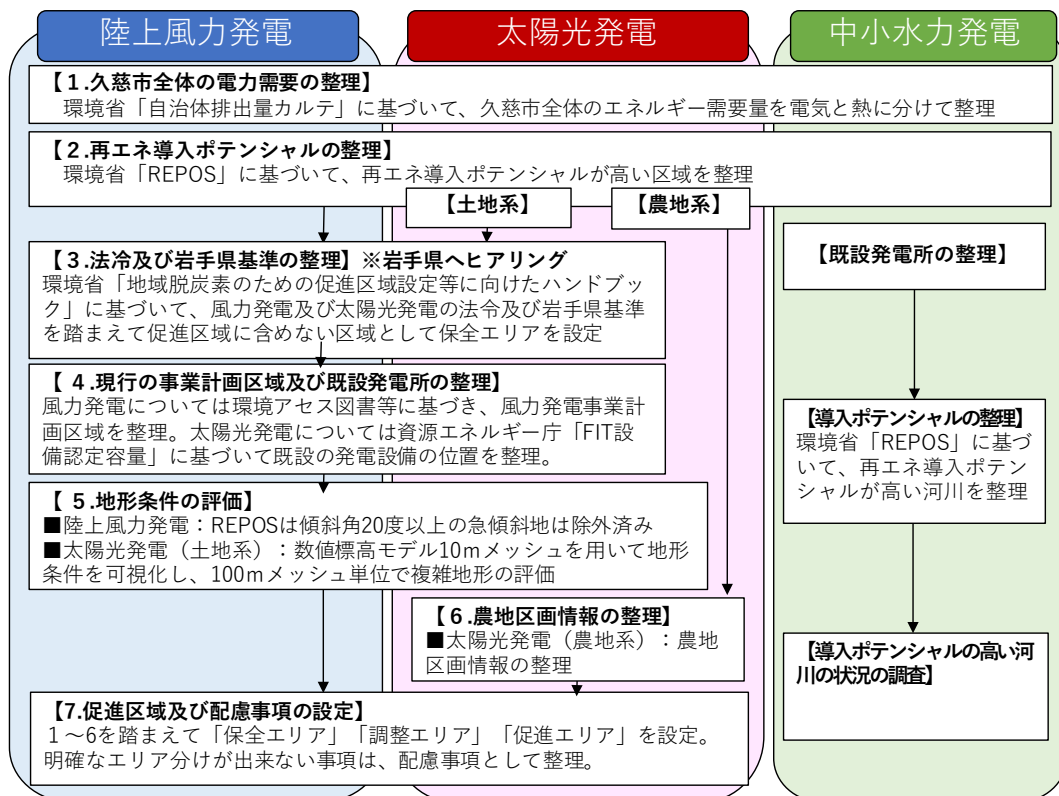 陸上風力発電
太陽光発電
中小水力発電
【１.久慈市全体の電力需要の整理】
環境省「自治体排出量カルテ」に基づいて、久慈市全体のエネルギー需要量を電気と熱に分けて整理
【２.再エネ導入ポテンシャルの整理】
環境省「REPOS」に基づいて、再エネ導入ポテンシャルが高い区域を整理
【土地系】
【農地系】
【３.法冷及び岩手県基準の整理】※岩手県へヒアリング
環境省「地域脱炭素のための促進区域設定等に向けたハンドブッ
ク」に基づいて、風力発電及び太陽光発電の法令及び岩手県基準
を踏まえて促進区域に含めない区域として保全エリアを設定
【４.現行の事業計画区域及び既設発電所の整理】
風力発電については環境アセス図書等に基づき、風力発電事業計
画区域を整理。太陽光発電については資源エネルギー庁「FIT設
備認定容量」に基づいて既設の発電設備の位置を整理。
【５.地形条件の評価】
■陸上風力発電：REPOSは傾斜角20度以上の急傾斜地は除外済み
■太陽光発電（土地系）：数値標高モデル10ｍメッシュを用いて地形
条件を可視化し、100ｍメッシュ単位で複雑地形の評価
【６.農地区画情報の整理】
■太陽光発電（農地系）：農地
区画情報の整理
【7.促進区域及び配慮事項の設定】
１～6を踏まえて「保全エリア」「調整エリア」「促進エリア」を設定。
明確なエリア分けが出来ない事項は、配慮事項として整理。
【既設発電所の整理】
【導入ポテンシャルの整理】
環境省「REPOS」に基づ
いて、再エネ導入ポテン
シャルが高い河川を整理
【導入ポテンシャルの高い河
川の状況の調査】